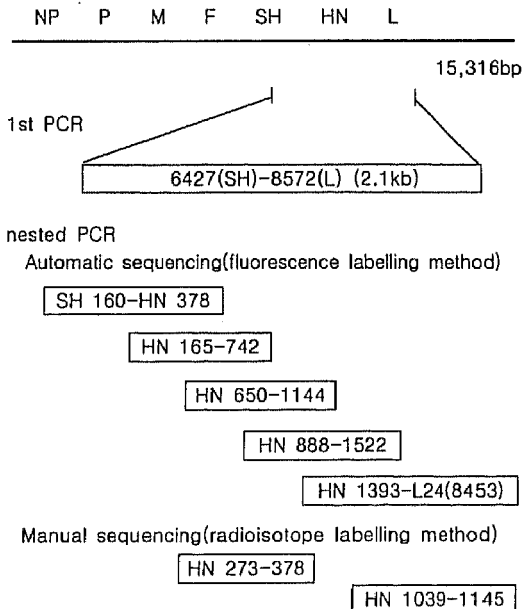 NP P M F SH HN L
15,316bp
1st PCR
6427(SH)-8572(L) (2.1kb)
nested PCR
Automatic sequencing(fluorescence labelling method)
SH 160-HN 378
HN 165-742
HN 650-1144
HN 888-1522
HN 1393-L24(8453)
Manual sequencing(radioisotope labelling method)
HN 273-378
HN 1039-1145